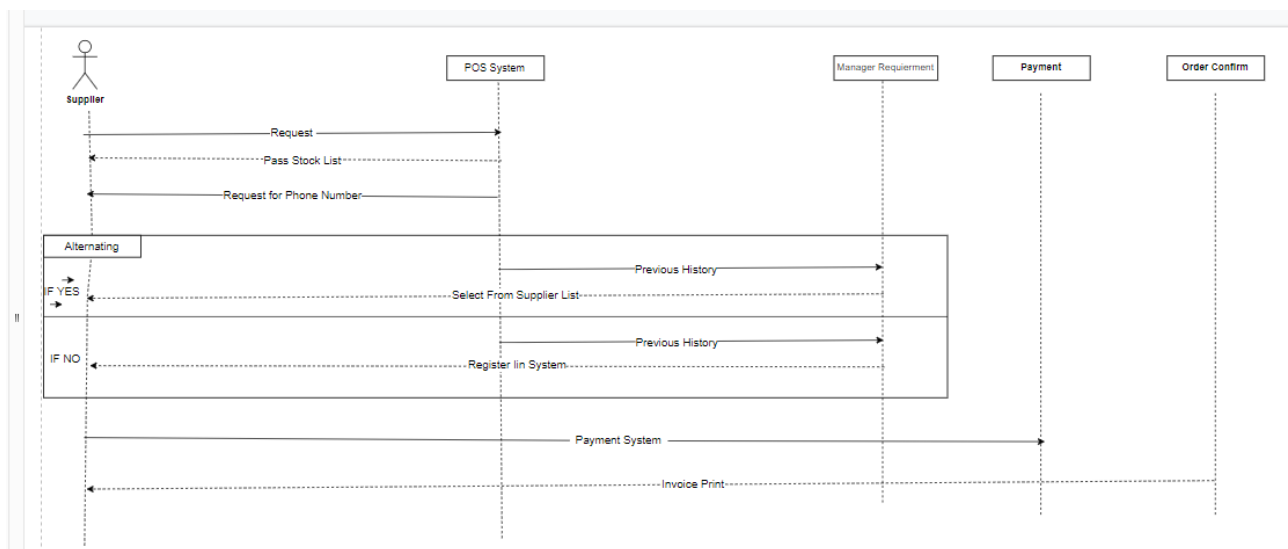 Supplier
POS System
Manager Requierment
Payment
Order Confirm
Request
Pass Stock List
Request for Phone Number
Alternating
Previous History
IF YES
Select From Supplier List
Previous History
IF NO
Register Iin System
Payment System
Invoice Print